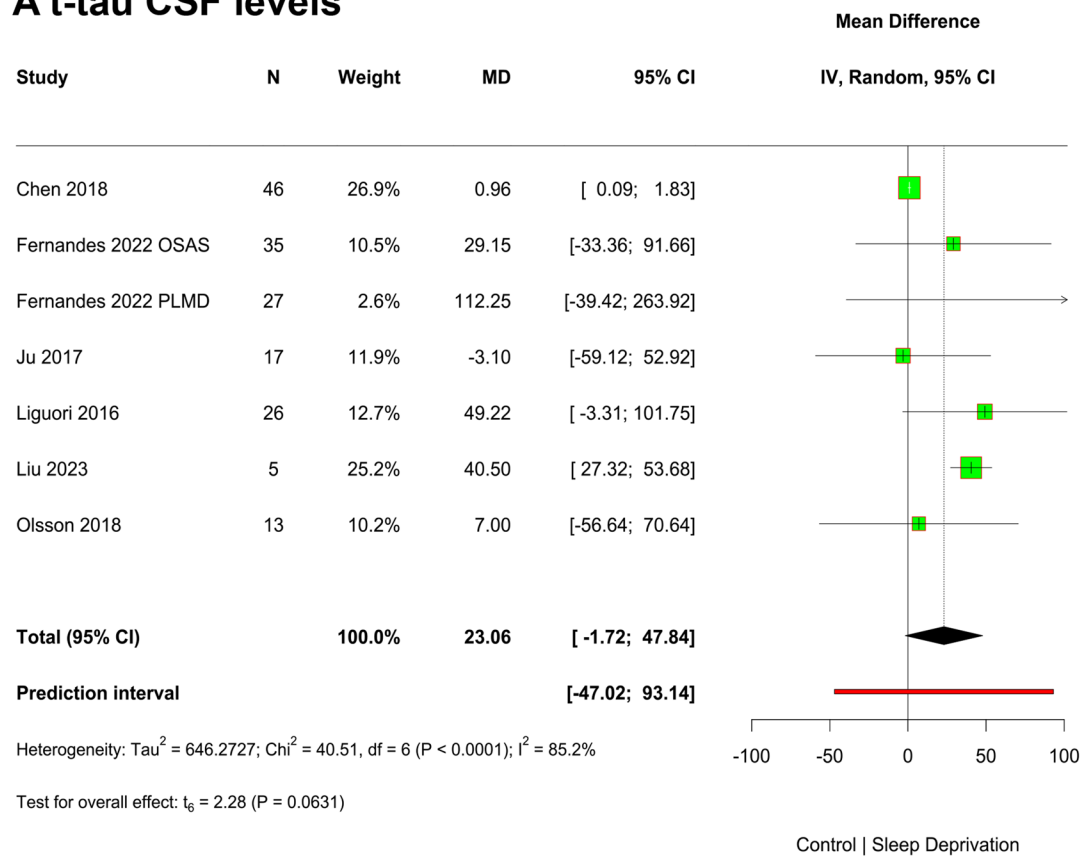 A t-tau CSF levels
Mean Difference
Study N Weight MD 95% CI IV, Random, 95% CI
Chen 2018 46 26.9% 0.96 [ 0.09; 1.83]
Fernandes 2022 OSAS 35 10.5% 29.15 [-33.36; 91.66]
Fernandes 2022 PLMD 27 2.6% 112.25 [-39.42; 263.92]
Ju 2017 17 11.9% -3.10 [-59.12; 52.92]
Liguori 2016 26 12.7% 49.22 [ -3.31; 101.75]
Liu 2023 5 25.2% 40.50 [ 27.32; 53.68]
Olsson 2018 13 10.2% 7.00 [-56.64; 70.64]
Total (95% CI) 100.0% 23.06 [ -1.72; 47.84]
Prediction interval [-47.02; 93.14]
Heterogeneity: Tau² = 646.2727; Chi² = 40.51, df = 6 (P < 0.0001); I² = 85.2%
-100 -50 0 50 100
Test for overall effect: t₆ = 2.28 (P = 0.0631)
Control | Sleep Deprivation